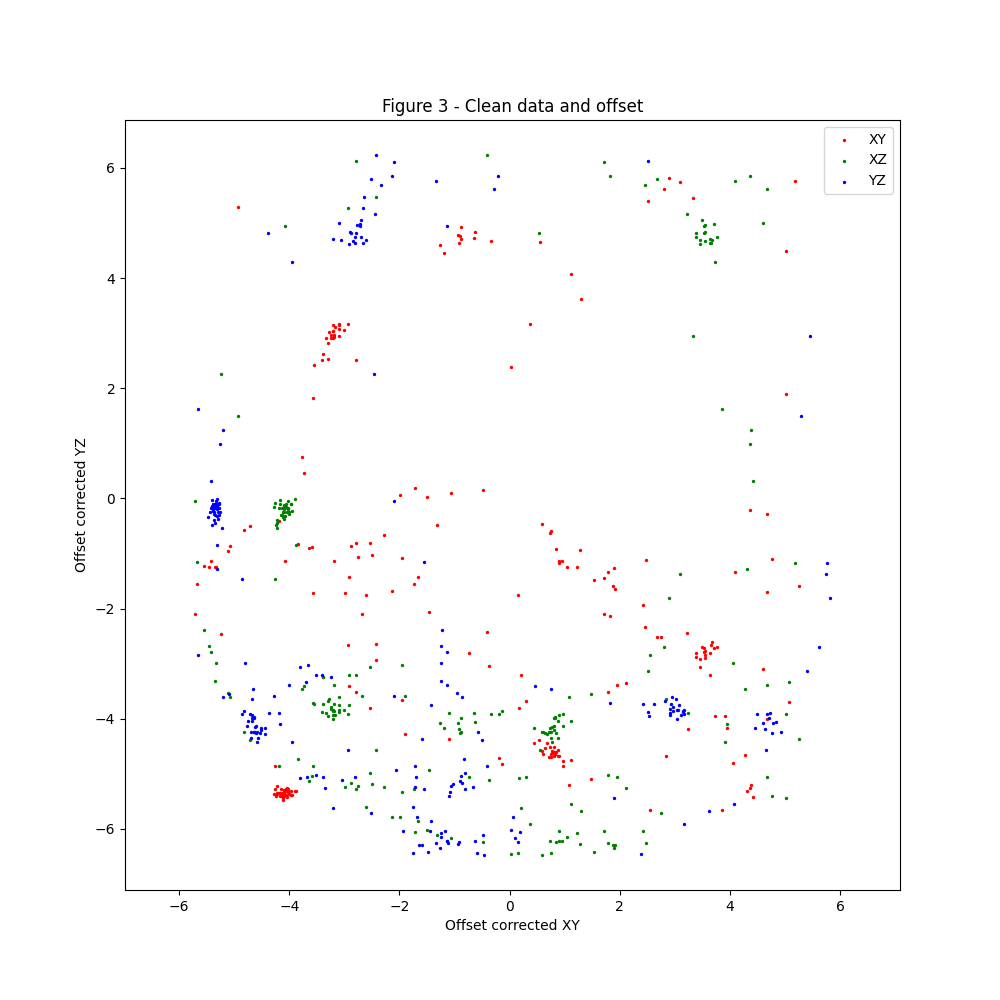 Figure 3 - Clean data and offset
XY
XZ
YZ
6
4
2
0
−2
−4
−6
Offset corrected YZ
−6 −4 −2 0 2 4 6
Offset corrected XY